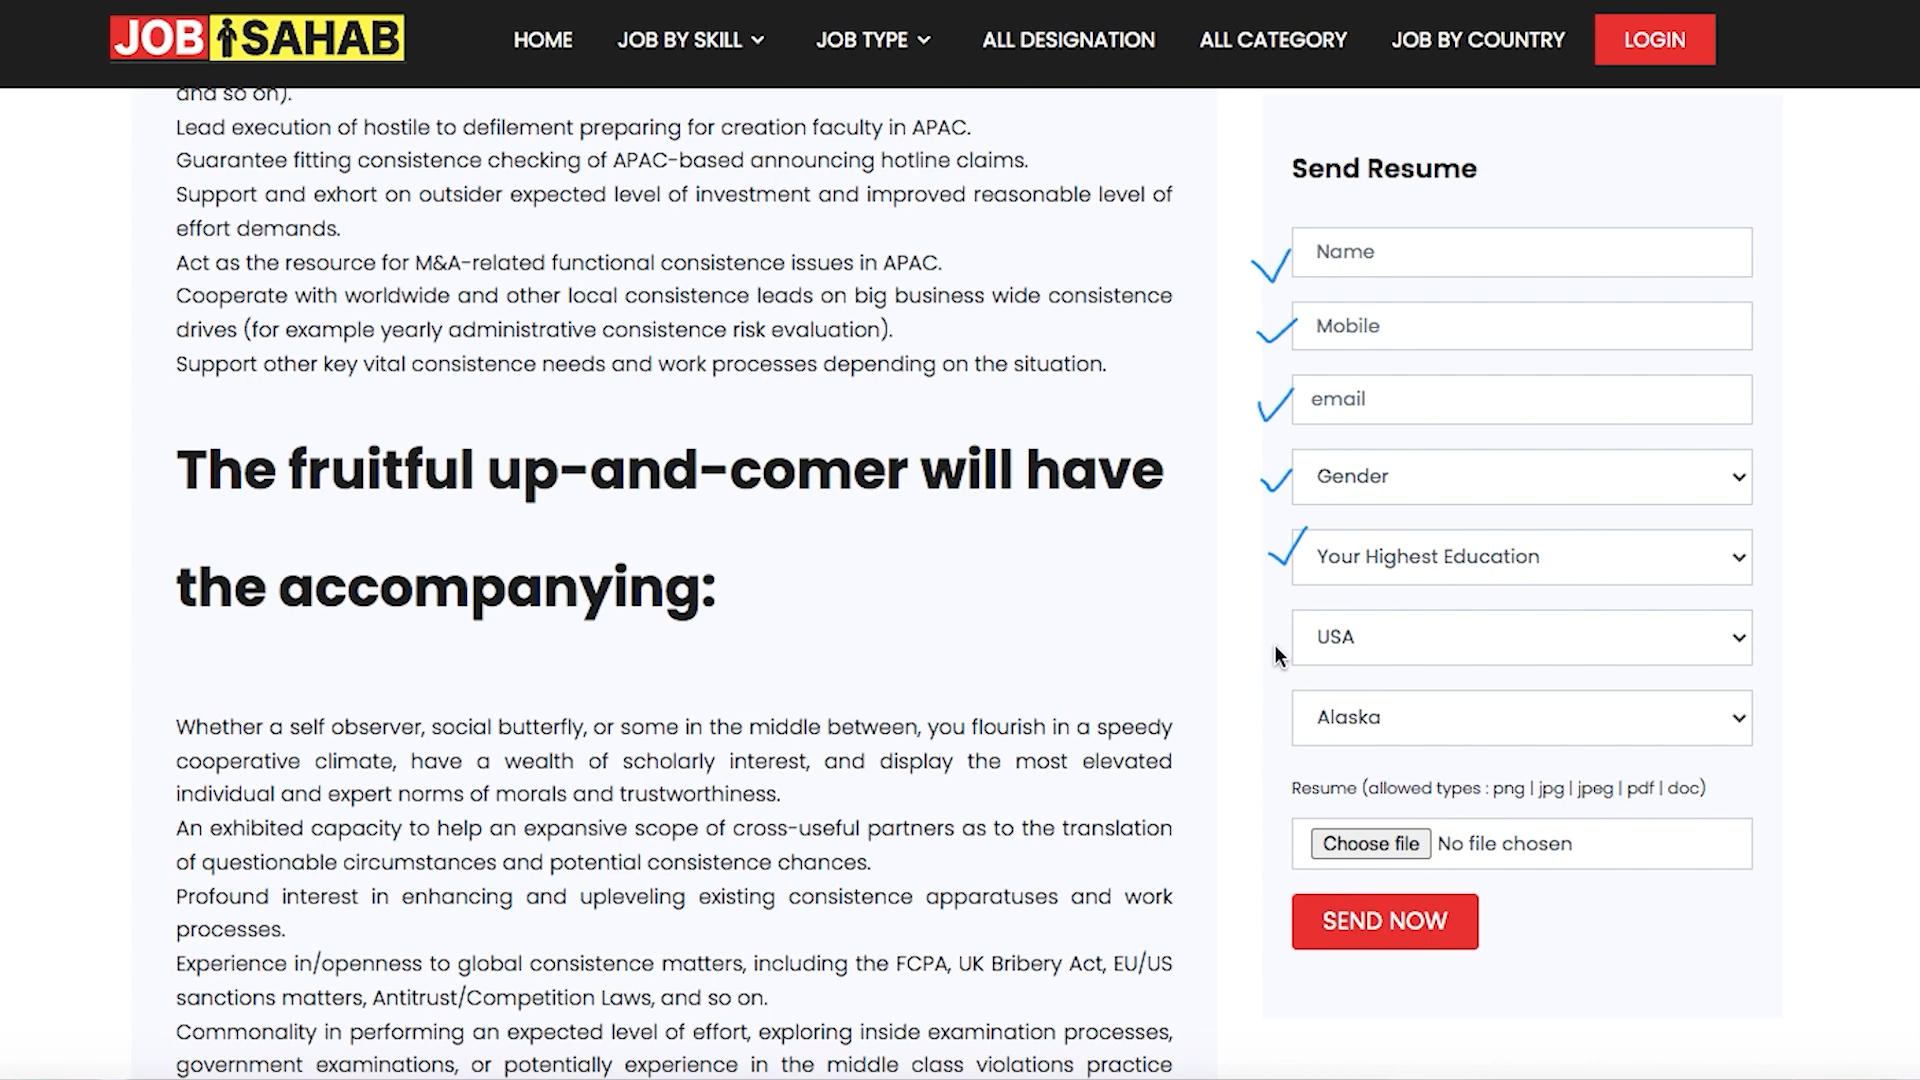 JOB SAHAB
HOME
JOB BY SKILL
JOB TYPE
ALL DESIGNATION
ALL CATEGORY
JOB BY COUNTRY
LOGIN
and so on).
Lead execution of hostile to defilement preparing for creation faculty in APAC.
Guarantee fitting consistence checking of APAC-based announcing hotline claims.
Support and exhort on outsider expected level of investment and improved reasonable level of
effort demands.
Act as the resource for M&A-related functional consistence issues in APAC.
Cooperate with worldwide and other local consistence leads on big business wide consistence
drives (for example yearly administrative consistence risk evaluation).
Support other key vital consistence needs and work processes depending on the situation.
The fruitful up-and-comer will have
the accompanying:
Whether a self observer, social butterfly, or some in the middle between, you flourish in a speedy
cooperative climate, have a wealth of scholarly interest, and display the most elevated
individual and expert norms of morals and trustworthiness.
An exhibited capacity to help an expansive scope of cross-useful partners as to the translation
of questionable circumstances and potential consistence chances.
Profound interest in enhancing and upleveling existing consistence apparatuses and work
processes.
Experience in/openness to global consistence matters, including the FCPA, UK Bribery Act, EU/US
sanctions matters, Antitrust/Competition Laws, and so on.
Commonality in performing an expected level of effort, exploring inside examination processes,
government examinations, or potentially experience in the middle class violations practice
Send Resume
Name
Mobile
email
Gender
Your Highest Education
USA
Alaska
Resume (allowed types : png | jpg | jpeg | pdf | doc)
Choose file No file chosen
SEND NOW